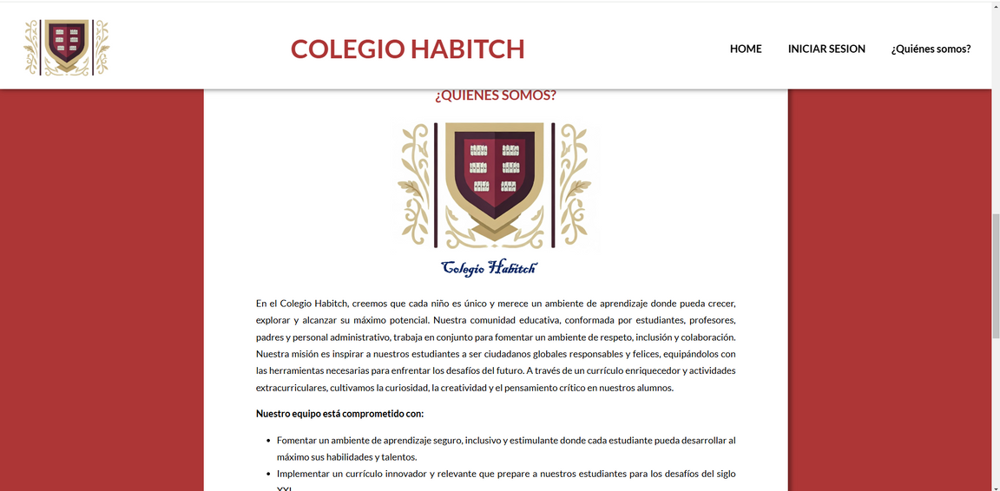 COLEGIO HABITCH
HOME
INICIAR SESION
¿Quiénes somos?
¿QUIENES SOMOS?
Colegio Habitch
En el Colegio Habitch, creemos que cada niño es único y merece un ambiente de aprendizaje donde pueda crecer,
explorar y alcanzar su máximo potencial. Nuestra comunidad educativa, conformada por estudiantes, profesores,
padres y personal administrativo, trabaja en conjunto para fomentar un ambiente de respeto, inclusión y colaboración.
Nuestra misión es inspirar a nuestros estudiantes a ser ciudadanos globales responsables y felices, equipándolos con
las herramientas necesarias para enfrentar los desafíos del futuro. A través de un currículo enriquecedor y actividades
extracurriculares, cultivamos la curiosidad, la creatividad y el pensamiento crítico en nuestros alumnos.
Nuestro equipo está comprometido con:
• Fomentar un ambiente de aprendizaje seguro, inclusivo y estimulante donde cada estudiante pueda desarrollar al
máximo sus habilidades y talentos.
• Implementar un currículo innovador y relevante que prepare a nuestros estudiantes para los desafíos del siglo
XXI